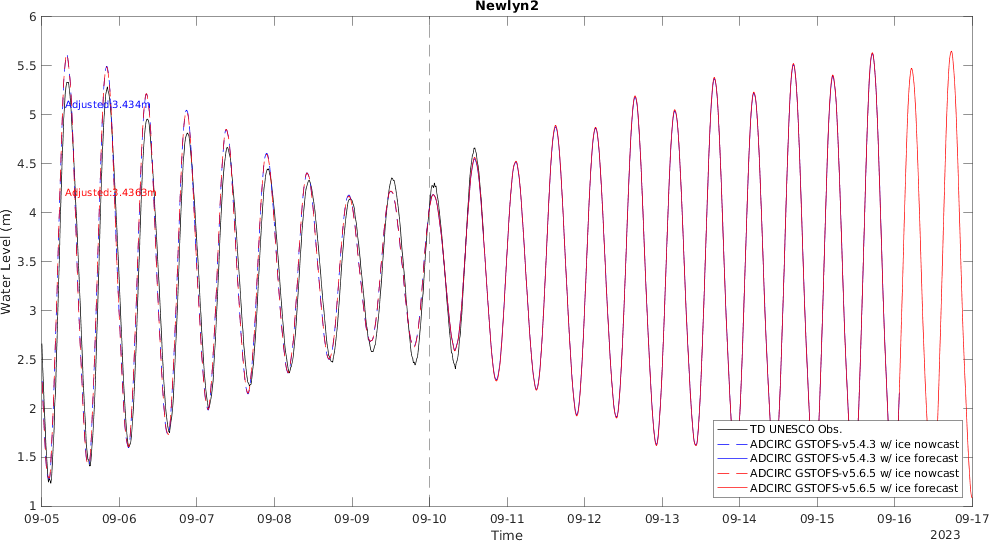 Newlyn2
6
5.5
5
4.5
4
3.5
3
2.5
2
1.5
1
Water Level (m)
Adjusted:3.434m
Adjusted:3.4363m
TD UNESCO Obs.
ADCIRC GSTOFS-v5.4.3 w/ ice nowcast
ADCIRC GSTOFS-v5.4.3 w/ ice forecast
ADCIRC GSTOFS-v5.6.5 w/ ice nowcast
ADCIRC GSTOFS-v5.6.5 w/ ice forecast
09-05 09-06 09-07 09-08 09-09 09-10 09-11 09-12 09-13 09-14 09-15 09-16 09-17
Time
2023